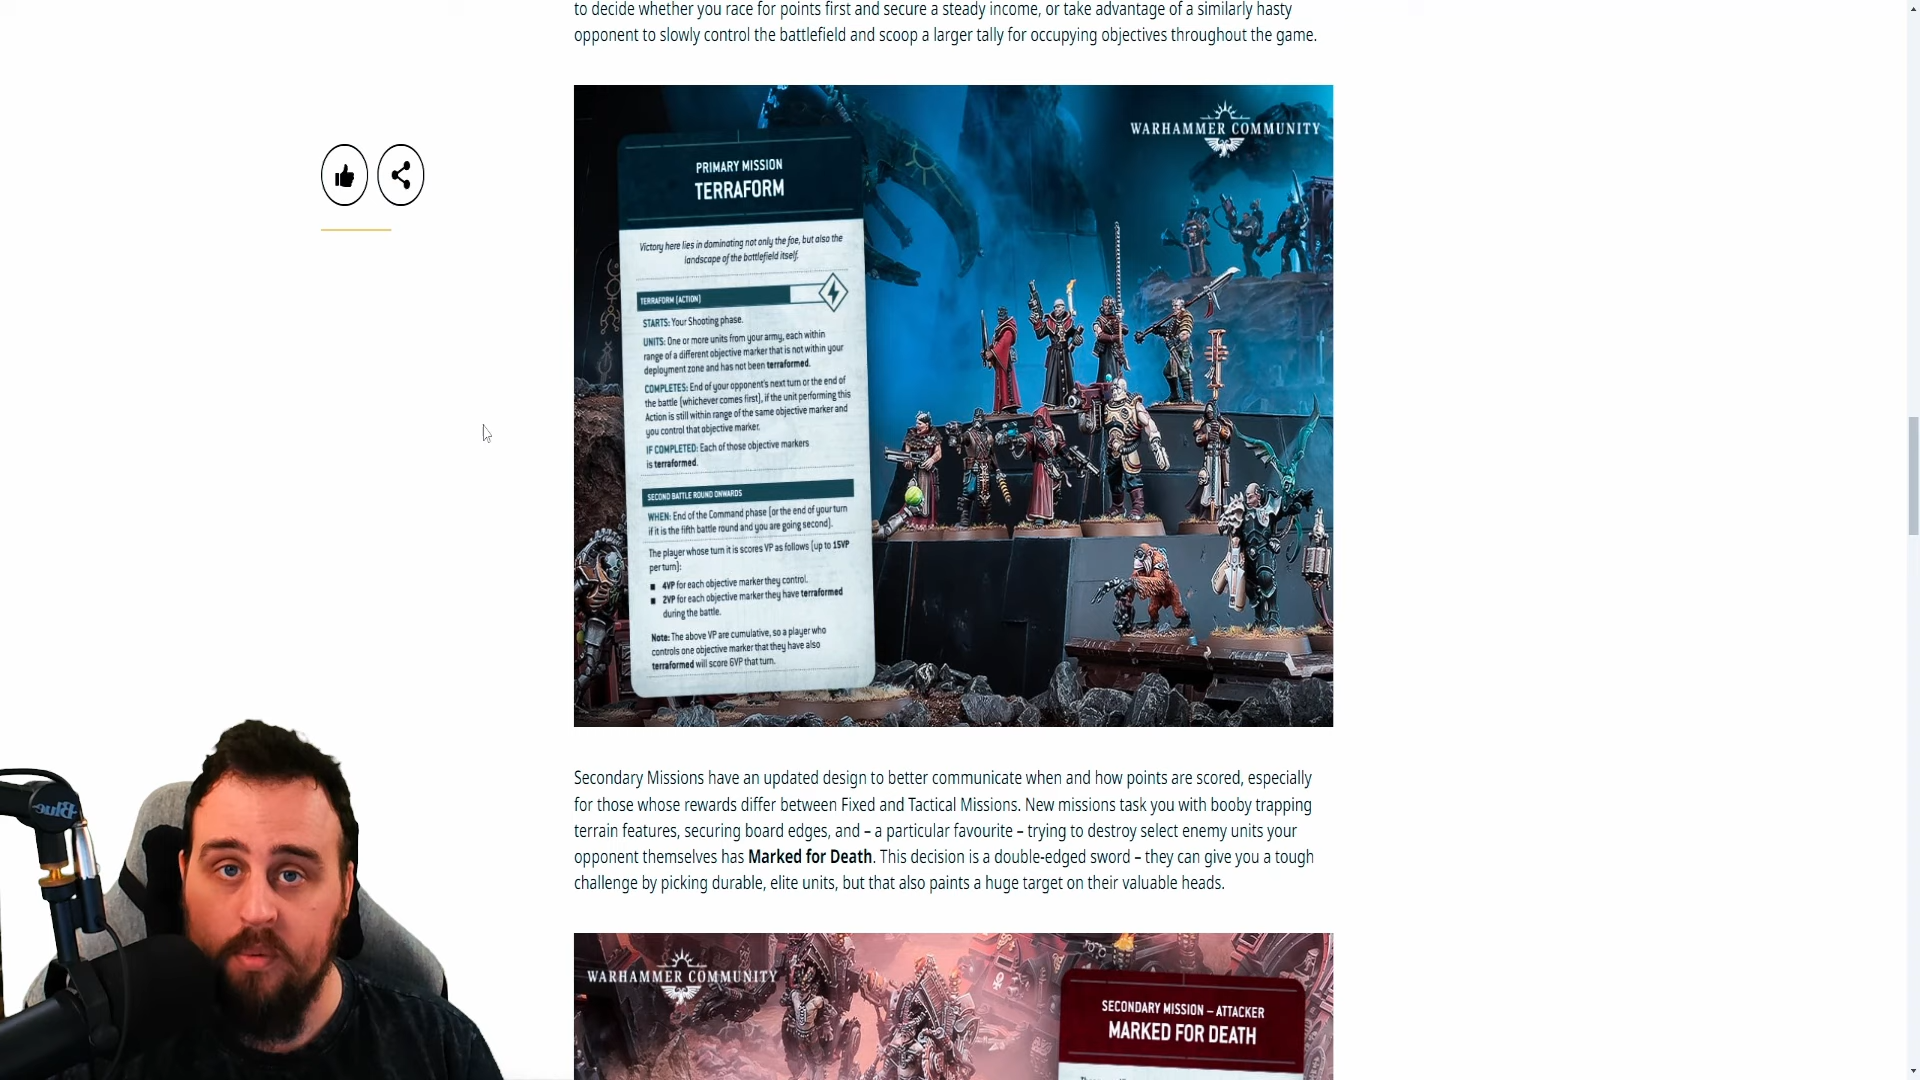 to decide whether you race for points first and secure a steady income, or take advantage of a similarly hasty
opponent to slowly control the battlefield and scoop a larger tally for occupying objectives throughout the game.
WARHAMMER COMMUNITY
PRIMARY MISSION
TERRAFORM
Victory here lies in dominating not only the foe, but also the
landscape of the battlefield itself.
TERRAFORM (ACTION)
STARTS: Your Shooting phase.
UNITS: One or more units from your army, each within
range of a different objective marker that is not within your
deployment zone and has not been terraformed.
COMPLETES: End of your opponent's next turn or the end of
the battle (whichever comes first), if the unit performing this
Action is still within range of the same objective marker and
you control that objective marker.
IF COMPLETED: Each of those objective markers
is terraformed.
SECOND BATTLE ROUND ONWARDS
WHEN: End of the Command phase (or the end of your turn
if it is the fifth battle round and you are going second).
The player whose turn it is scores VP as follows (up to 15VP
per turn):
■ 4VP for each objective marker they control.
■ 2VP for each objective marker they have terraformed
during the battle.
Note: The above VP are cumulative, so a player who
controls one objective marker that they have also
terraformed will score 6VP that turn.
Secondary Missions have an updated design to better communicate when and how points are scored, especially
for those whose rewards differ between Fixed and Tactical Missions. New missions task you with booby trapping
terrain features, securing board edges, and – a particular favourite – trying to destroy select enemy units your
opponent themselves has Marked for Death. This decision is a double-edged sword – they can give you a tough
challenge by picking durable, elite units, but that also paints a huge target on their valuable heads.
WARHAMMER COMMUNITY
SECONDARY MISSION – ATTACKER
MARKED FOR DEATH
Blue